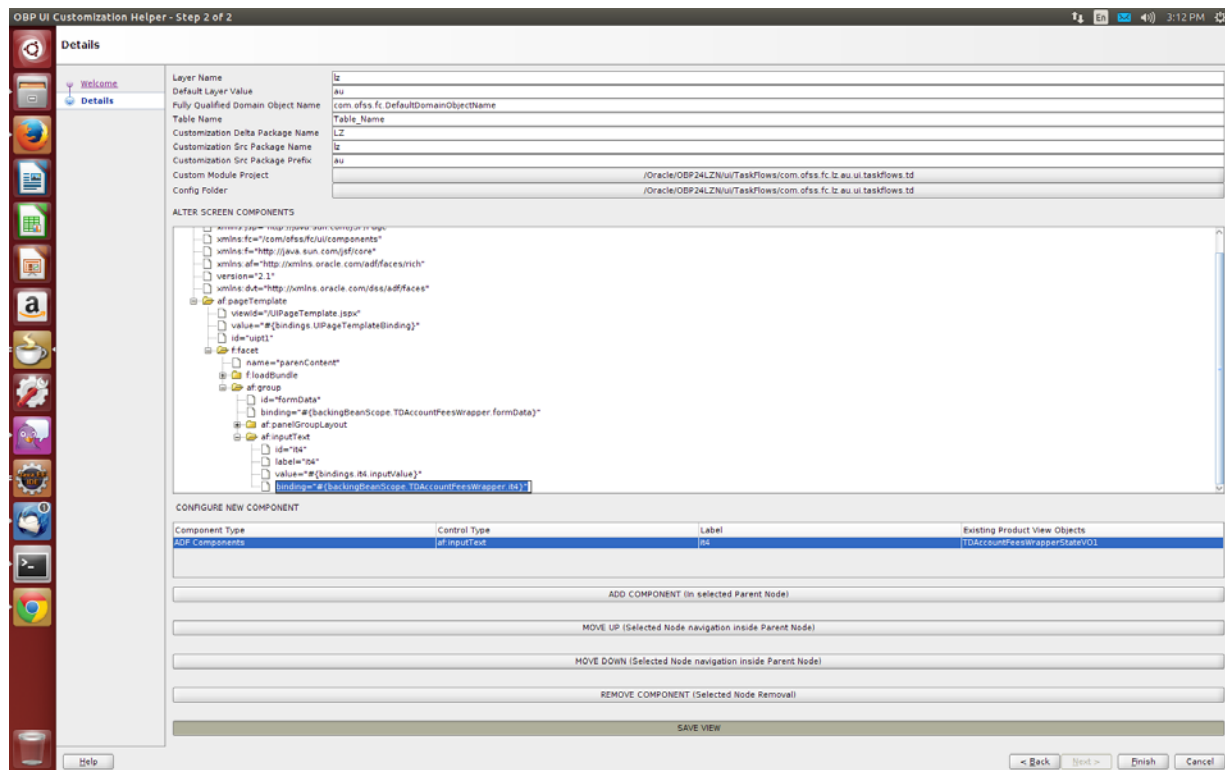 OBP UI Customization Helper - Step 2 of 2
En
3:12 PM
Details
Welcome
Details
Layer Name lz
Default Layer Value au
Fully Qualified Domain Object Name com.ofss.fc.DefaultDomainObjectName
Table Name Table_Name
Customization Delta Package Name LZ
Customization Src Package Name lz
Customization Src Package Prefix au
Custom Module Project /Oracle/OBP24LZN/ui/TaskFlows/com.ofss.fc.lz.au.ui.taskflows.td
Config Folder /Oracle/OBP24LZN/ui/TaskFlows/com.ofss.fc.lz.au.ui.taskflows.td
ALTER SCREEN COMPONENTS
xmlns:jsp="http://java.sun.com/JSP/Page"
xmlns:fc="/com/ofss/fc/ui/components"
xmlns:f="http://java.sun.com/jsf/core"
xmlns:af="http://xmlns.oracle.com/adf/faces/rich"
version="2.1"
xmlns:dvt="http://xmlns.oracle.com/dss/adf/faces"
af:pageTemplate
viewId="/UIPageTemplate.jspx"
value="#{bindings.UIPageTemplateBinding}"
id="uipt1"
f:facet
name="parenContent"
f:loadBundle
af:group
id="formData"
binding="#{backingBeanScope.TDAccountFeesWrapper.formData}"
af:panelGroupLayout
af:inputText
id="it4"
label="it4"
value="#{bindings.it4.inputValue}"
binding="#{backingBeanScope.TDAccountFeesWrapper.it4}"
CONFIGURE NEW COMPONENT
Component Type Control Type Label Existing Product View Objects
ADF Components af:inputText it4 TDAccountFeesWrapperStateVO1
ADD COMPONENT (In selected Parent Node)
MOVE UP (Selected Node navigation inside Parent Node)
MOVE DOWN (Selected Node navigation inside Parent Node)
REMOVE COMPONENT (Selected Node Removal)
SAVE VIEW
Help < Back Next > Finish Cancel